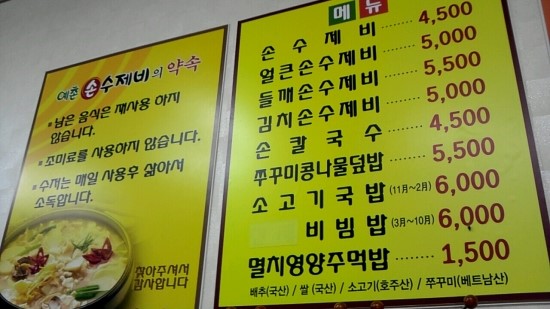 예촌 손수제비의 약속
남은 음식은 재사용 하지
않습니다.
조미료를 사용하지 않습니다.
수저는 매일 사용후 삶아서
소독합니다.
찾아주셔서
감사합니다
메뉴
손수제비 ········ 4,500
얼큰손수제비 ········ 5,000
들깨손수제비 ········ 5,500
김치손수제비 ········ 5,000
손칼국수 ········ 4,500
쭈꾸미콩나물덮밥 ········ 5,500
소고기국밥 (11月~2月) 6,000
비빔밥 (3月~10月) 6,000
멸치영양주먹밥 ········ 1,500
배추(국산) / 쌀 (국산) / 소고기(호주산) / 쭈꾸미(베트남산)